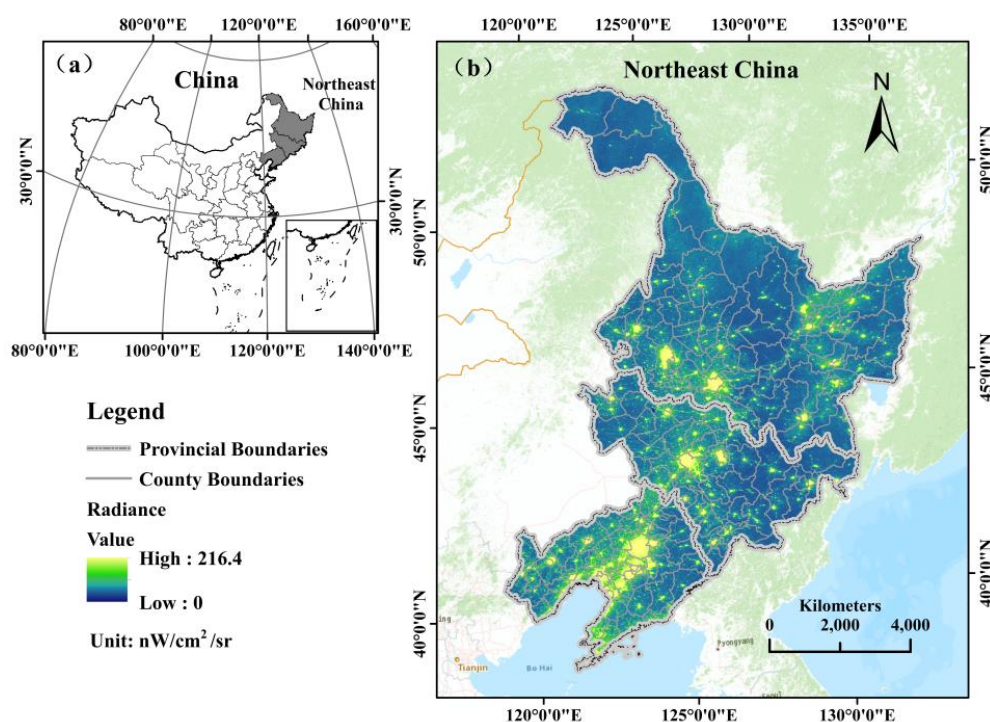 80°0'0"E 120°0'0"E 160°0'0"E
（a）
China
Northeast
China
30°0'0"N
30°0'0"N
80°0'0"E 100°0'0"E 120°0'0"E 140°0'0"E
Legend
Provincial Boundaries
County Boundaries
Radiance
Value
High : 216.4
Low : 0
Unit: nW/cm²/sr
120°0'0"E 125°0'0"E 130°0'0"E 135°0'0"E
（b）
Northeast China
N
50°0'0"N
50°0'0"N
45°0'0"N
45°0'0"N
40°0'0"N
40°0'0"N
Kilometers
0 2,000 4,000
Pyongyang
Tianjin
Bo Hai
120°0'0"E 125°0'0"E 130°0'0"E